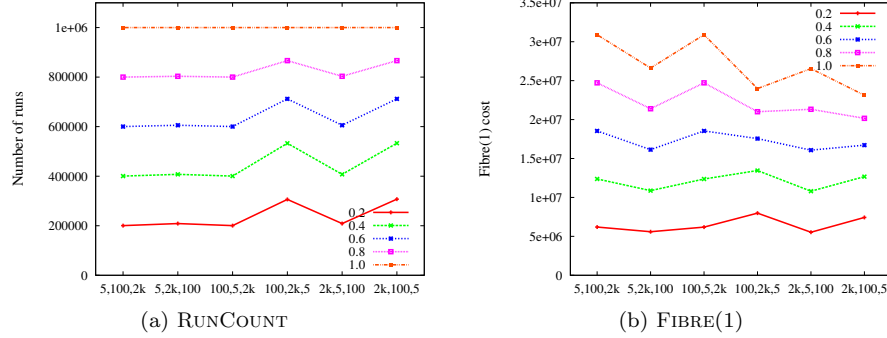 1e+06
800000
600000
400000
200000
0
Number of runs
0.2
0.4
0.6
0.8
1.0
5,100,2k 5,2k,100 100,5,2k 100,2k,5 2k,5,100 2k,100,5
(a) RUNCOUNT
3.5e+07
3e+07
2.5e+07
2e+07
1.5e+07
1e+07
5e+06
0
Fibre(1) cost
0.2
0.4
0.6
0.8
1.0
5,100,2k 5,2k,100 100,5,2k 100,2k,5 2k,5,100 2k,100,5
(b) FIBRE(1)